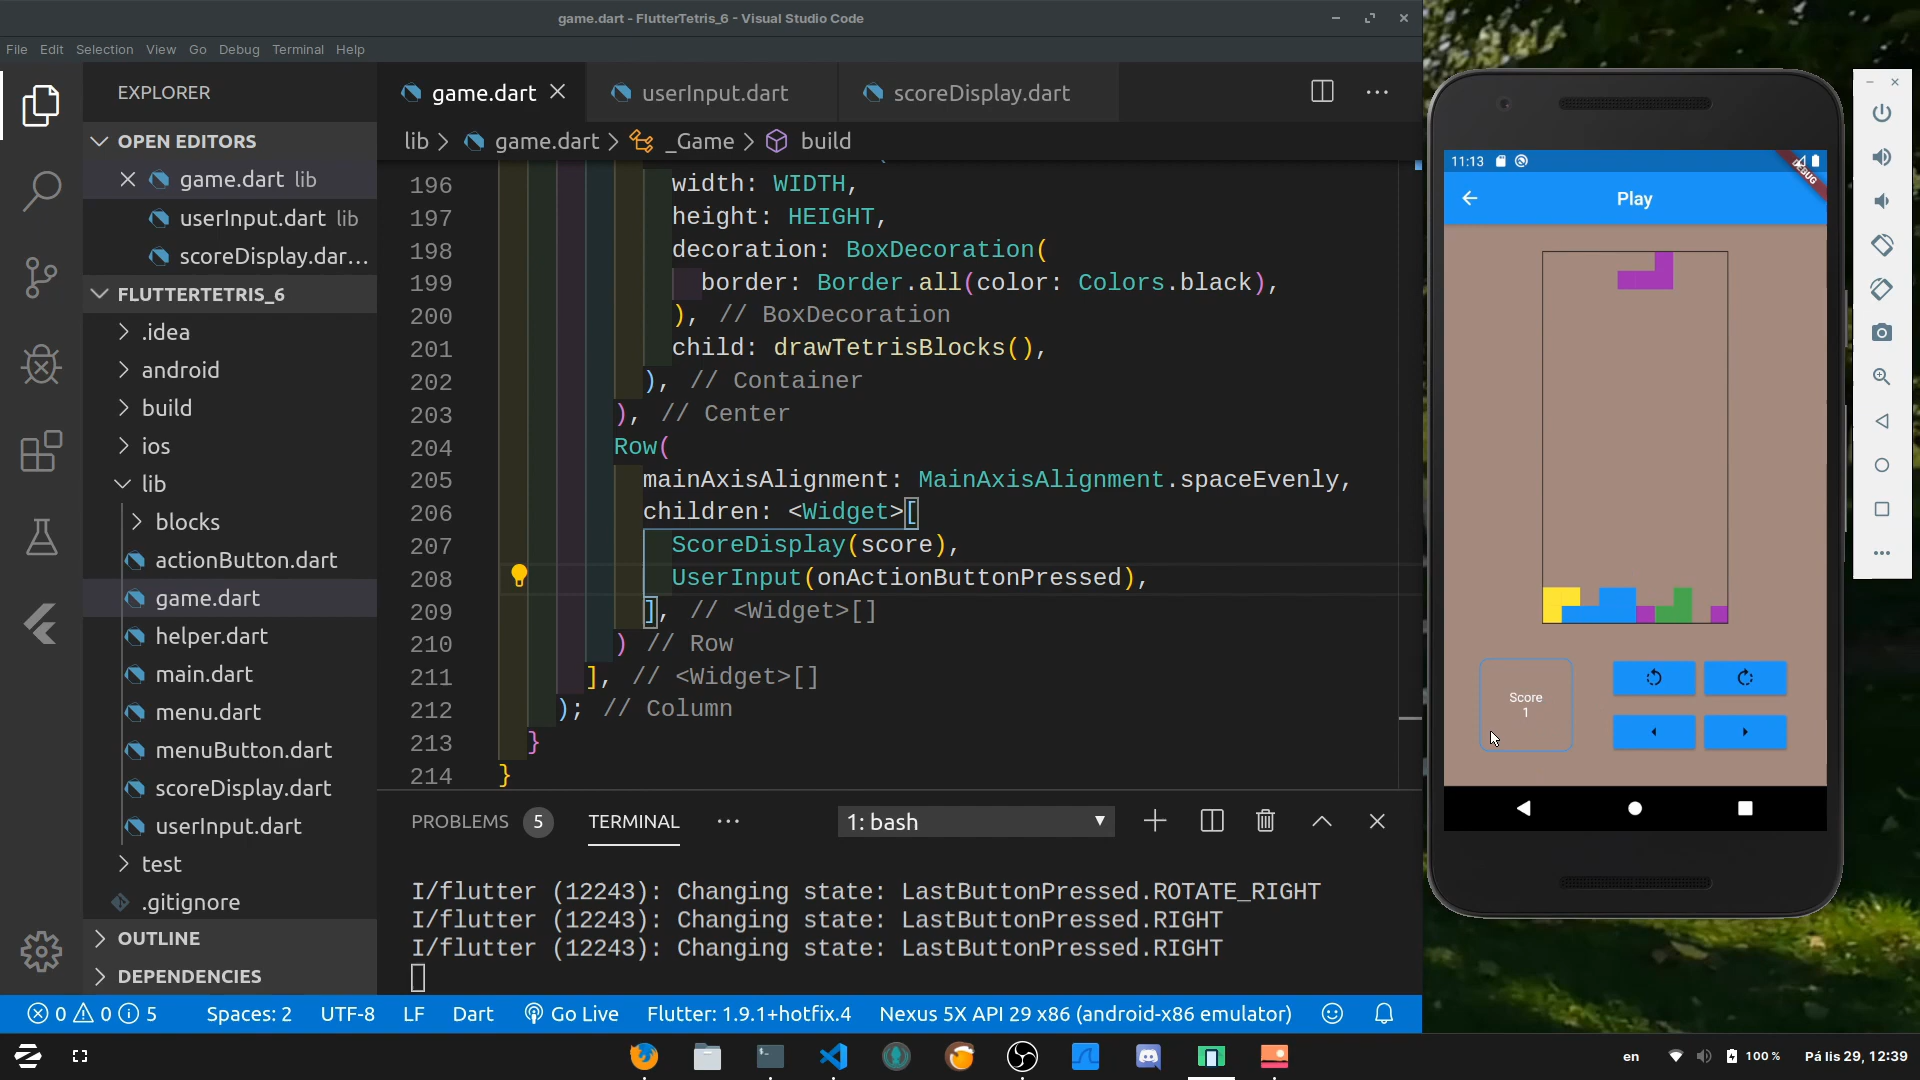 game.dart - FlutterTetris_6 - Visual Studio Code
File Edit Selection View Go Debug Terminal Help
EXPLORER
OPEN EDITORS
game.dart lib
userInput.dart lib
scoreDisplay.dar...
FLUTTERTETRIS_6
.idea
android
build
ios
lib
blocks
actionButton.dart
game.dart
helper.dart
main.dart
menu.dart
menuButton.dart
scoreDisplay.dart
userInput.dart
test
.gitignore
OUTLINE
DEPENDENCIES
game.dart userInput.dart scoreDisplay.dart
lib > game.dart > _Game > build
196 width: WIDTH,
197 height: HEIGHT,
198 decoration: BoxDecoration(
199 border: Border.all(color: Colors.black),
200 ), // BoxDecoration
201 child: drawTetrisBlocks(),
202 ), // Container
203 ), // Center
204 Row(
205 mainAxisAlignment: MainAxisAlignment.spaceEvenly,
206 children: <Widget>[
207 ScoreDisplay(score),
208 UserInput(onActionButtonPressed),
209 ], // <Widget>[]
210 ) // Row
211 ], // <Widget>[]
212 ); // Column
213 }
214 }
PROBLEMS 5 TERMINAL ··· 1: bash
I/flutter (12243): Changing state: LastButtonPressed.ROTATE_RIGHT
I/flutter (12243): Changing state: LastButtonPressed.RIGHT
I/flutter (12243): Changing state: LastButtonPressed.RIGHT
0 0 5 Spaces: 2 UTF-8 LF Dart Go Live Flutter: 1.9.1+hotfix.4 Nexus 5X API 29 x86 (android-x86 emulator)
11:13
DEBUG
Play
Score
1
en 100% Pá lis 29, 12:39